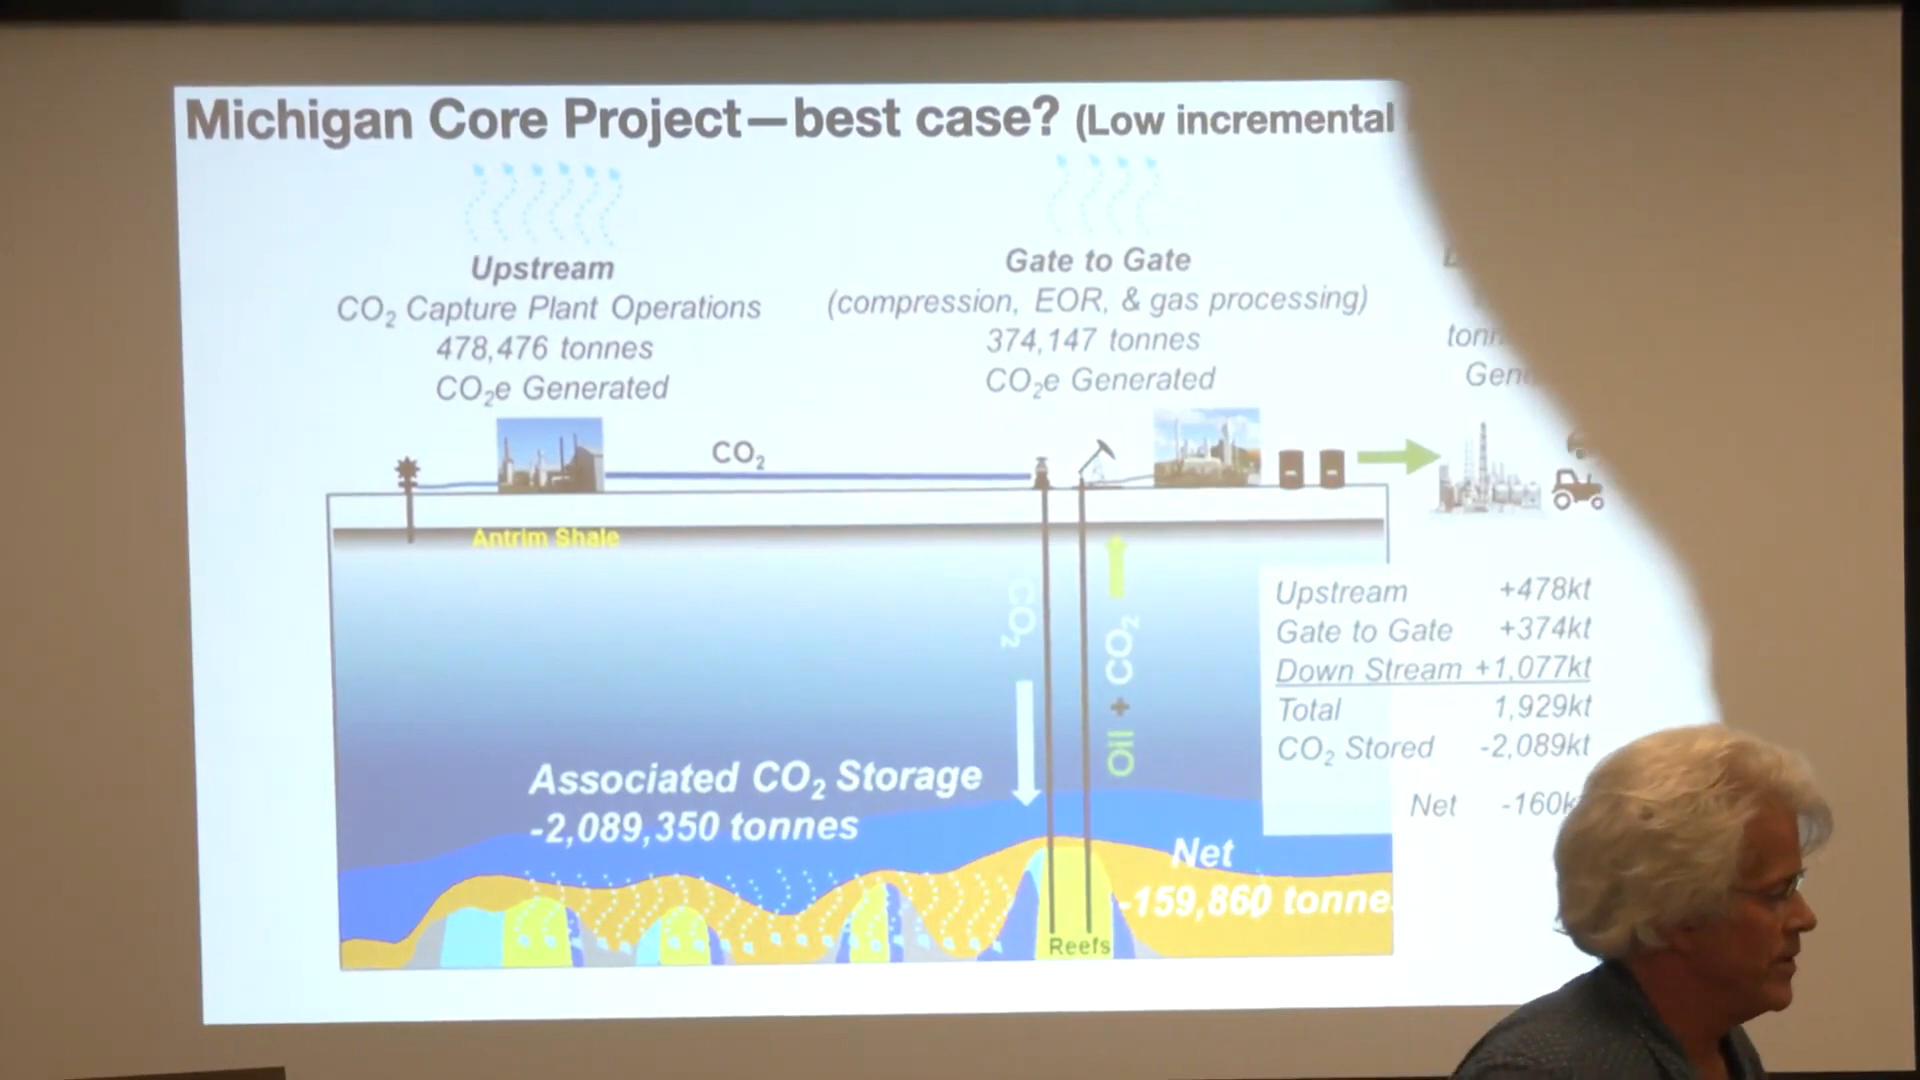 Michigan Core Project—best case? (Low incremental
Upstream
CO₂ Capture Plant Operations
478,476 tonnes
CO₂e Generated
Gate to Gate
(compression, EOR, & gas processing)
374,147 tonnes
CO₂e Generated
CO₂
Antrim Shale
CO₂
Oil + CO₂
Upstream +478kt
Gate to Gate +374kt
Down Stream +1,077kt
Total 1,929kt
CO₂ Stored -2,089kt
Net -160k
Associated CO₂ Storage
-2,089,350 tonnes
Net
-159,860 tonne
Reefs